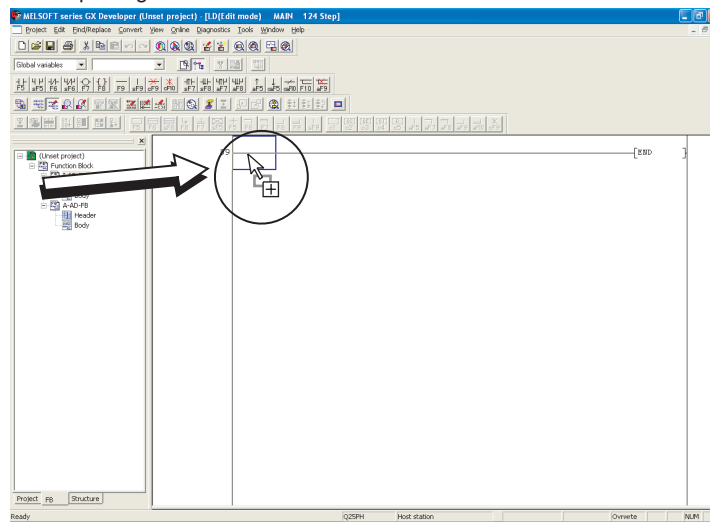 MELSOFT series GX Developer (Unset project) - [LD(Edit mode) MAIN 124 Step]
Project Edit Find/Replace Convert View Online Diagnostics Tools Window Help
Global variables
F5 sF5 F6 sF6 F7 F8 F9 sF9 cF9 cF10 sF7 sF8 aF7 aF8 aF5 caF5 caF10 F10 aF9
(Unset project)
Function Block
Body
A-AD-FB
Header
Body
END
Project FB Structure
Ready Q25PH Host station Ovrwrte NUM